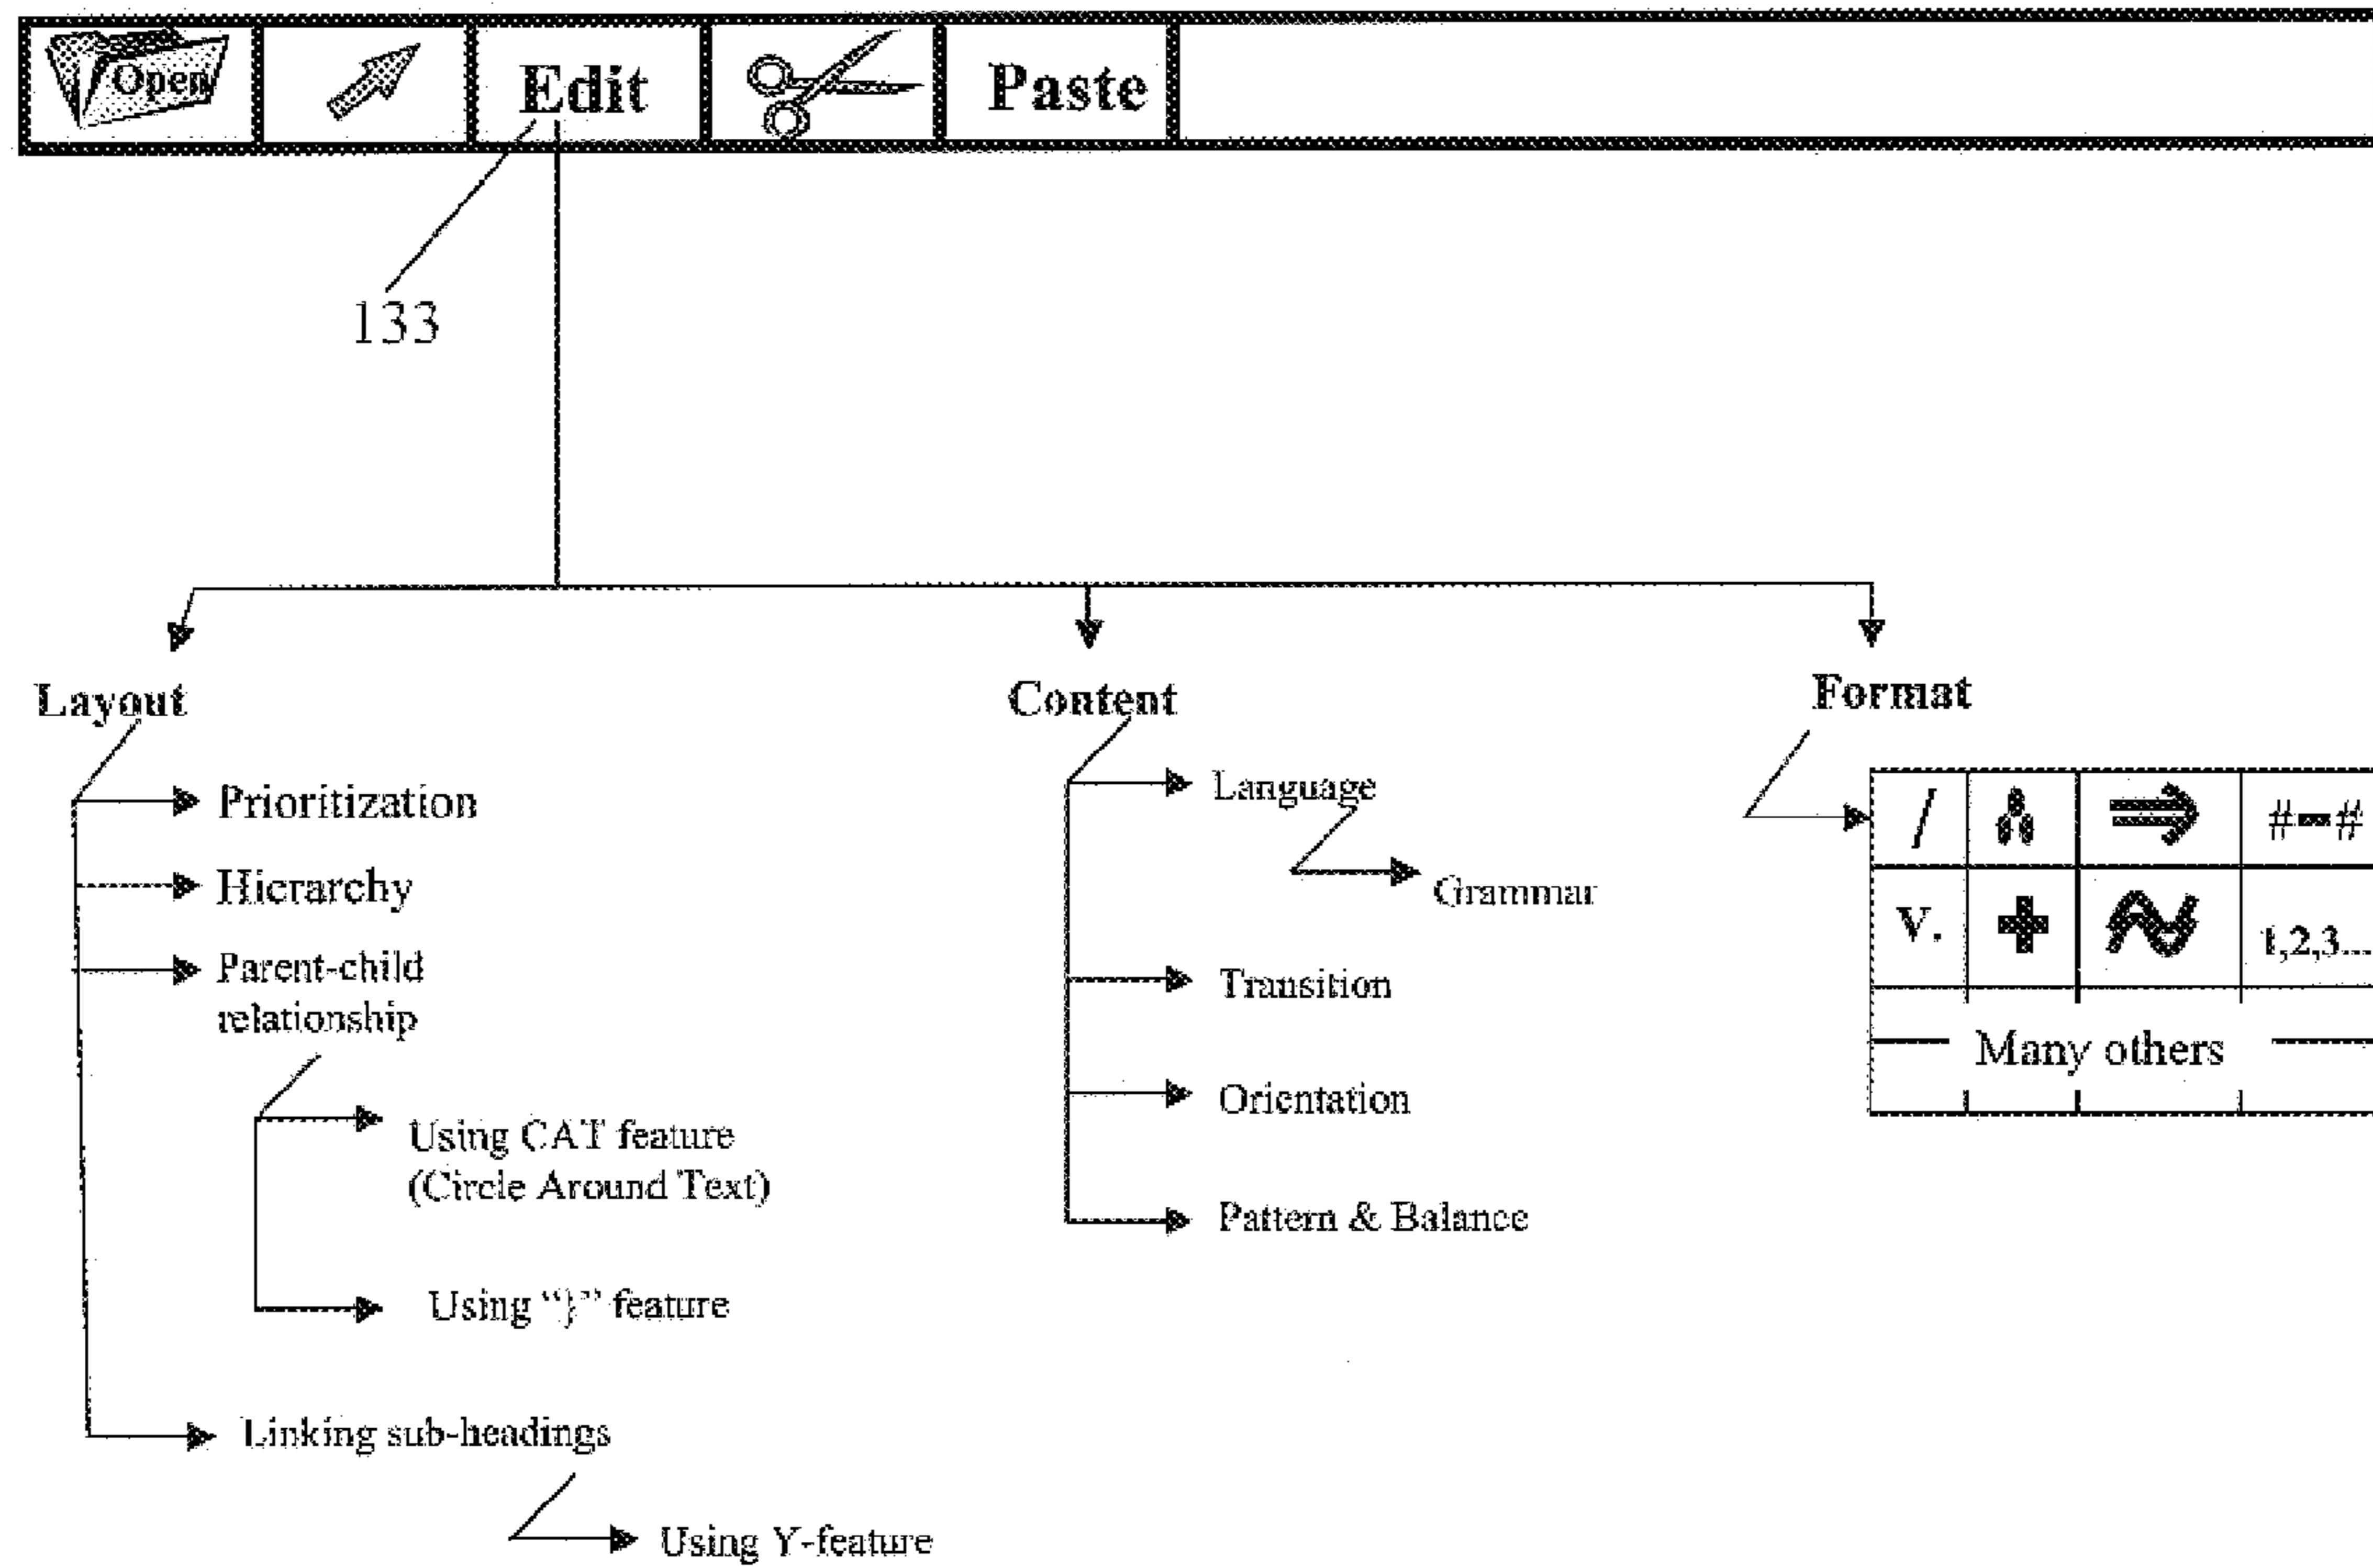 Open Edit Paste
133
Layout
Prioritization
Hierarchy
Parent-child
relationship
Using CAT feature
(Circle Around Text)
Using “}” feature
Linking sub-headings
Using Y-feature
Content
Language
Grammar
Transition
Orientation
Pattern & Balance
Format
/ ⇒ #-#
V. + 1,2,3...
Many others